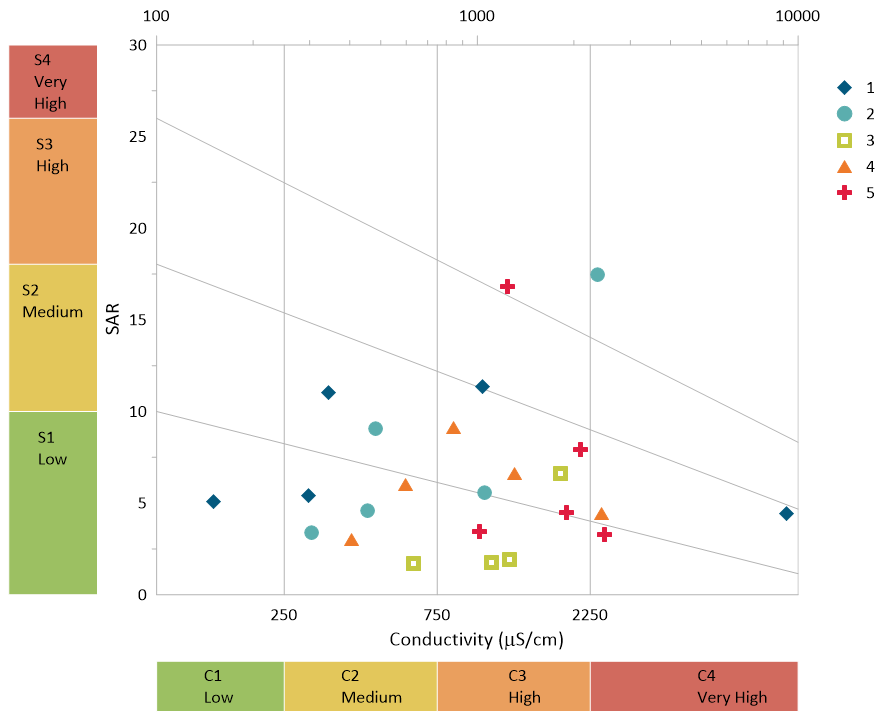 100 1000 10000
S4
Very
High
S3
High
S2
Medium
S1
Low
SAR
30
25
20
15
10
5
0
250 750 2250
Conductivity (µS/cm)
C1
Low
C2
Medium
C3
High
C4
Very High
1
2
3
4
5